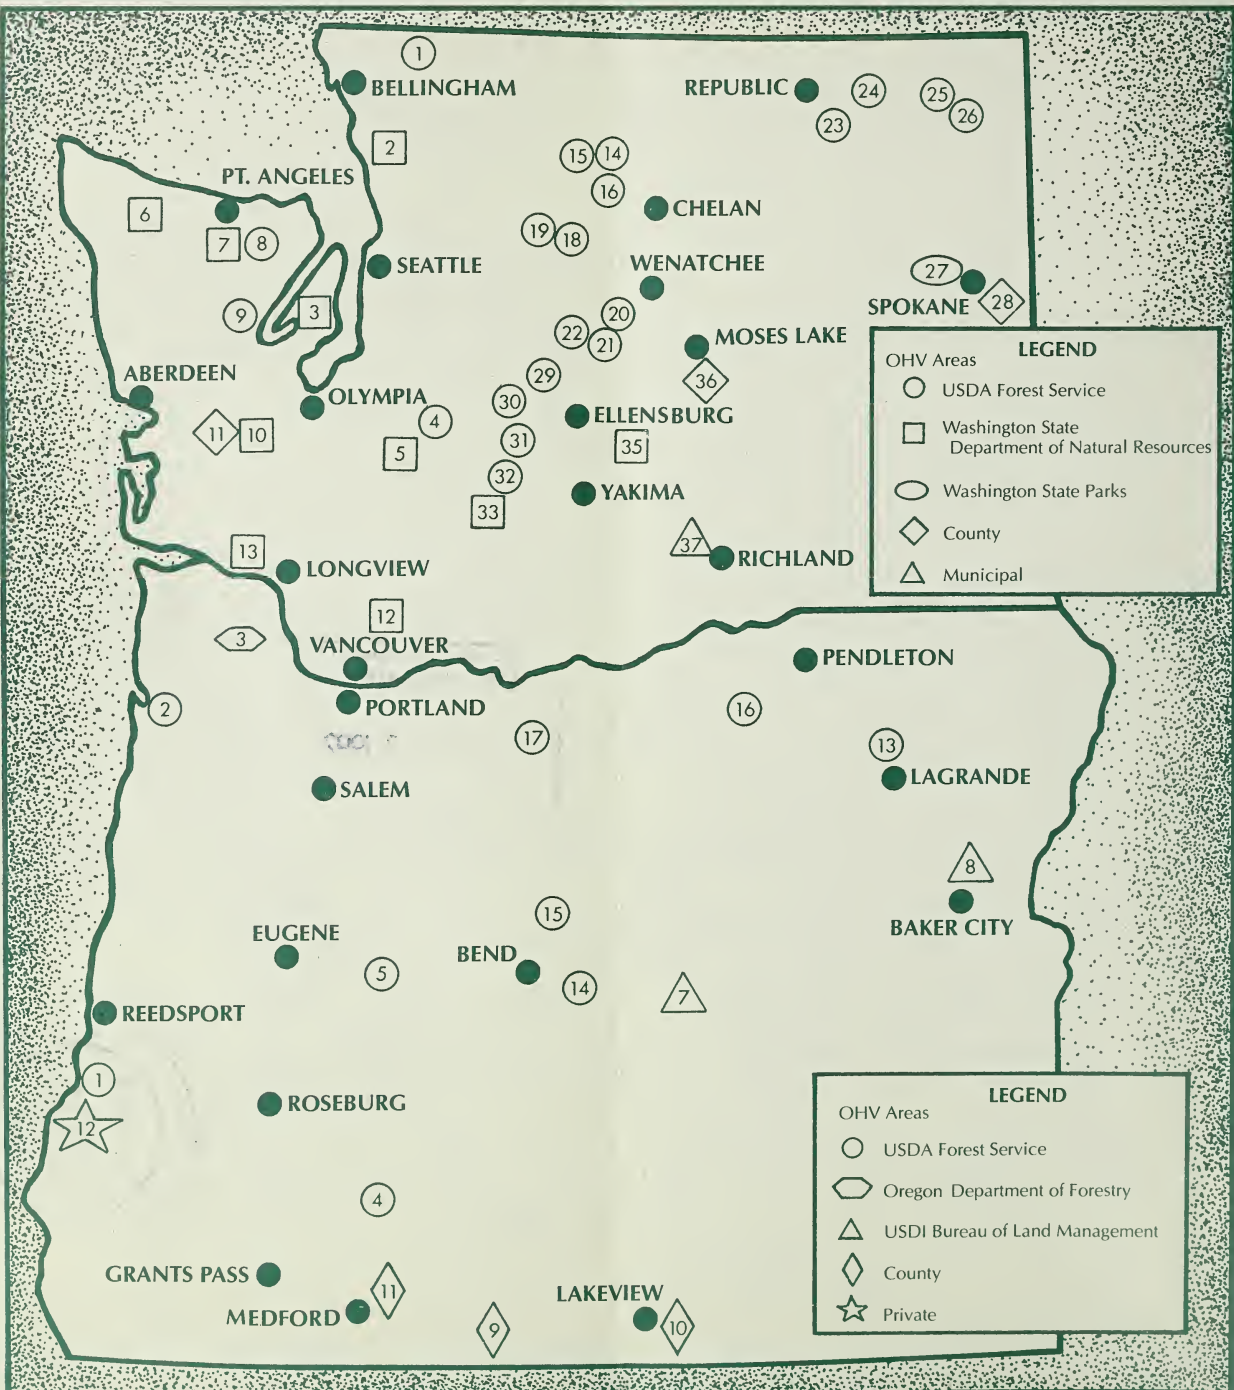 1
BELLINGHAM
REPUBLIC
24
25
26
23
2
15
14
16
PT. ANGELES
6
7
8
CHELAN
19
18
SEATTLE
WENATCHEE
27
SPOKANE
28
9
3
20
22
21
MOSES LAKE
36
29
ABERDEEN
OLYMPIA
30
4
ELLENSBURG
11
10
5
31
35
32
YAKIMA
33
37
RICHLAND
13
LONGVIEW
12
LEGEND
OHV Areas
USDA Forest Service
Washington State
Department of Natural Resources
Washington State Parks
County
Municipal
3
VANCOUVER
PENDLETON
2
PORTLAND
16
17
13
LAGRANDE
SALEM
8
BAKER CITY
15
EUGENE
BEND
5
14
7
REEDSPORT
1
ROSEBURG
12
4
GRANTS PASS
11
MEDFORD
9
LAKEVIEW
10
LEGEND
OHV Areas
USDA Forest Service
Oregon Department of Forestry
USDI Bureau of Land Management
County
Private